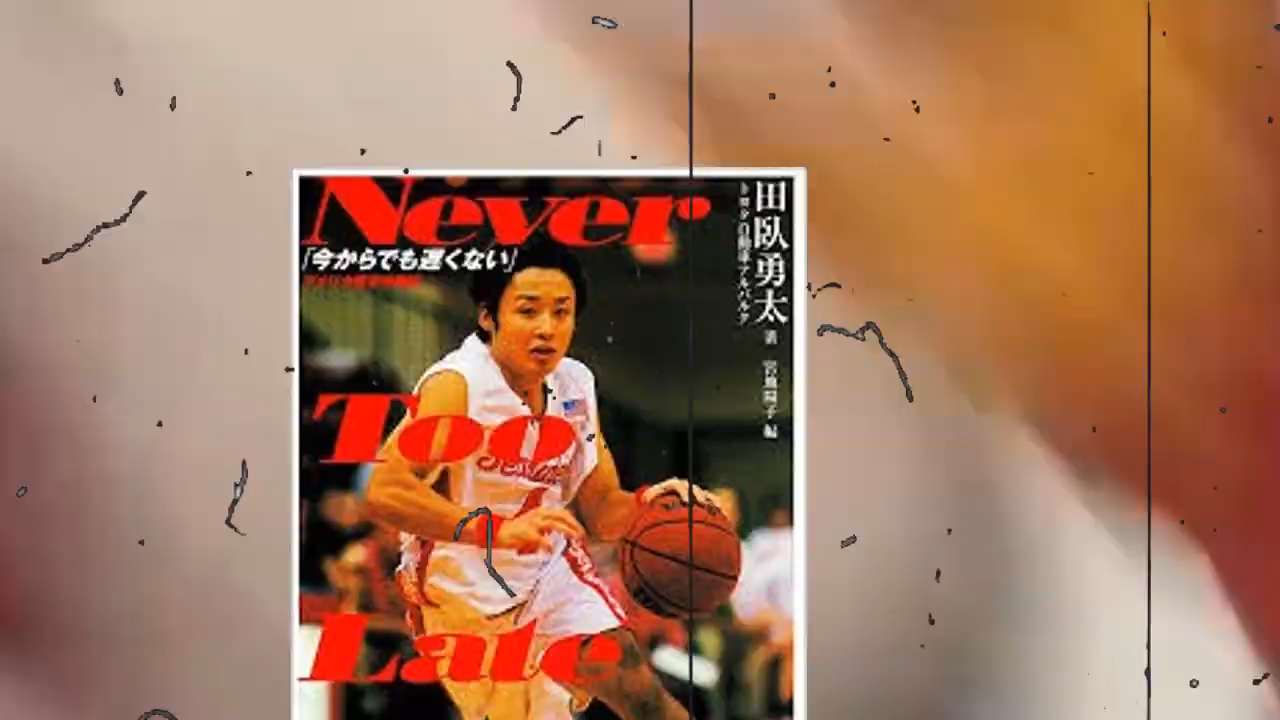 Never
「今からでも遅くない」
Too
Late
田臥勇太
トヨタ自動車アルバルク
著
編